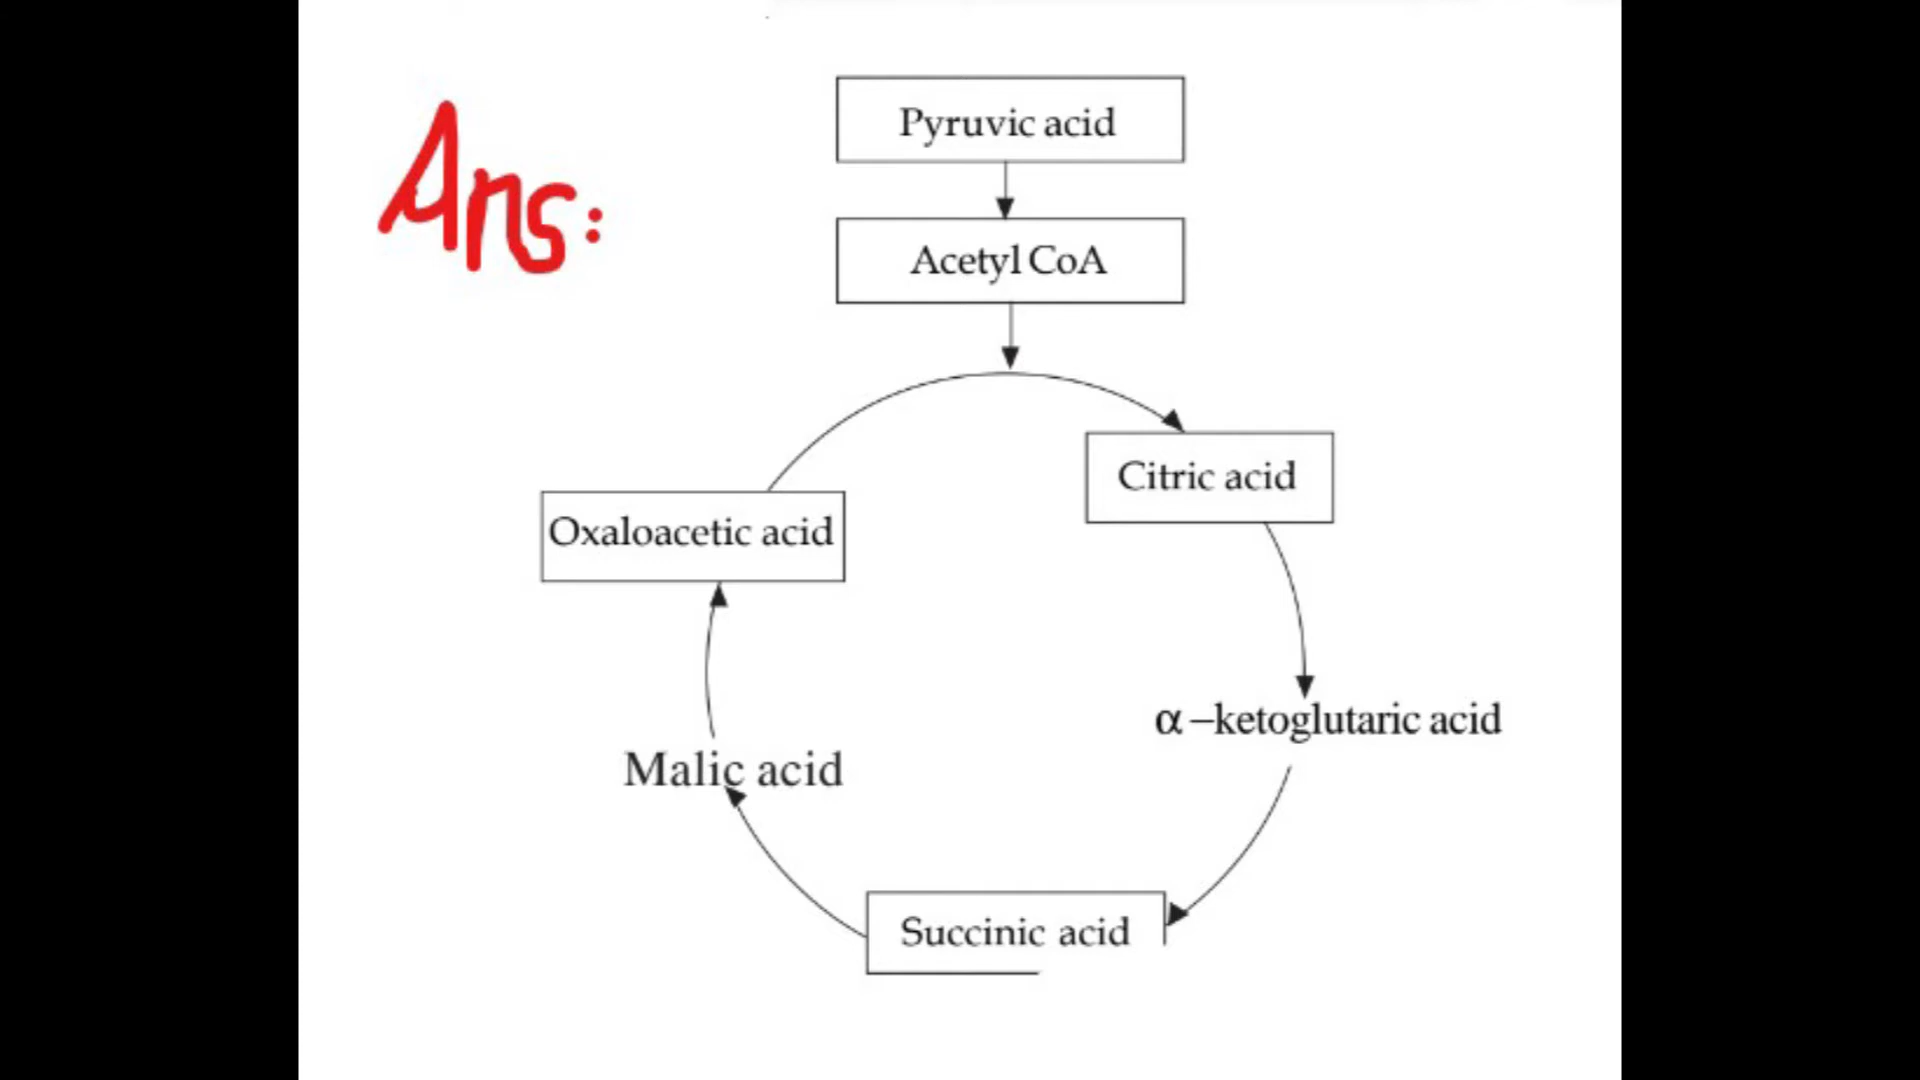 Ans:
Pyruvic acid
Acetyl CoA
Citric acid
Oxaloacetic acid
α–ketoglutaric acid
Malic acid
Succinic acid